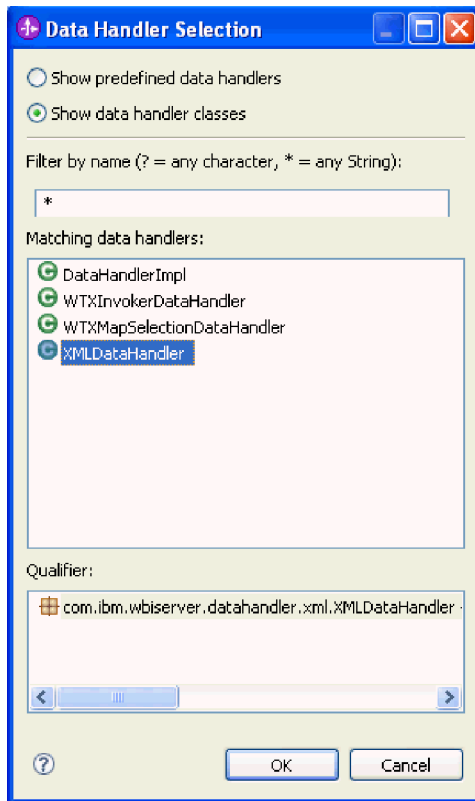 Data Handler Selection
Show predefined data handlers
Show data handler classes
Filter by name (? = any character, * = any String):
*
Matching data handlers:
DataHandlerImpl
WTXInvokerDataHandler
WTXMapSelectionDataHandler
XMLDataHandler
Qualifier:
com.ibm.wbiserver.datahandler.xml.XMLDataHandler -
OK
Cancel